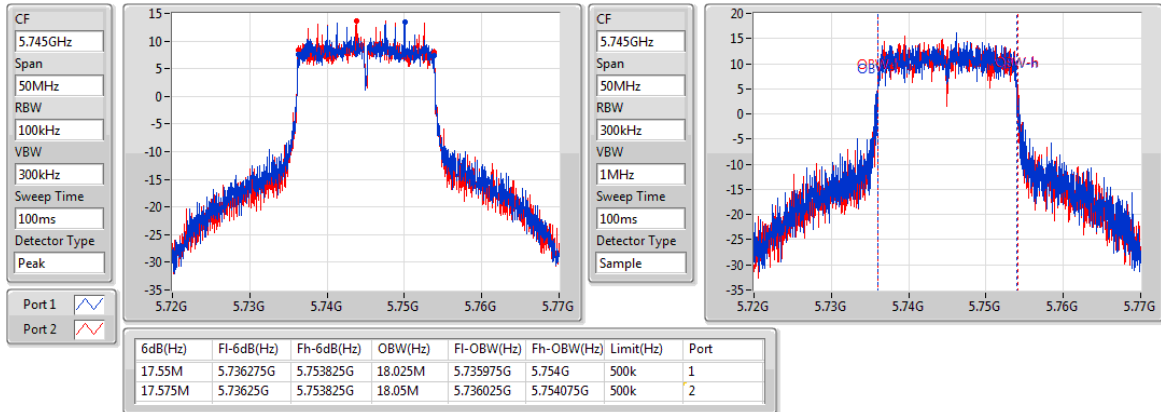 CF
5.745GHz
Span
50MHz
RBW
100kHz
VBW
300kHz
Sweep Time
100ms
Detector Type
Peak
Port 1
Port 2
15
10
5
0
-5
-10
-15
-20
-25
-30
-35
5.72G 5.73G 5.74G 5.75G 5.76G 5.77G
CF
5.745GHz
Span
50MHz
RBW
300kHz
VBW
1MHz
Sweep Time
100ms
Detector Type
Sample
20
15
10
5
0
-5
-10
-15
-20
-25
-30
-35
5.72G 5.73G 5.74G 5.75G 5.76G 5.77G
6dB(Hz) Fl-6dB(Hz) Fh-6dB(Hz) OBW(Hz) Fl-OBW(Hz) Fh-OBW(Hz) Limit(Hz) Port
17.55M 5.736275G 5.753825G 18.025M 5.735975G 5.754G 500k 1
17.575M 5.73625G 5.753825G 18.05M 5.736025G 5.754075G 500k 2